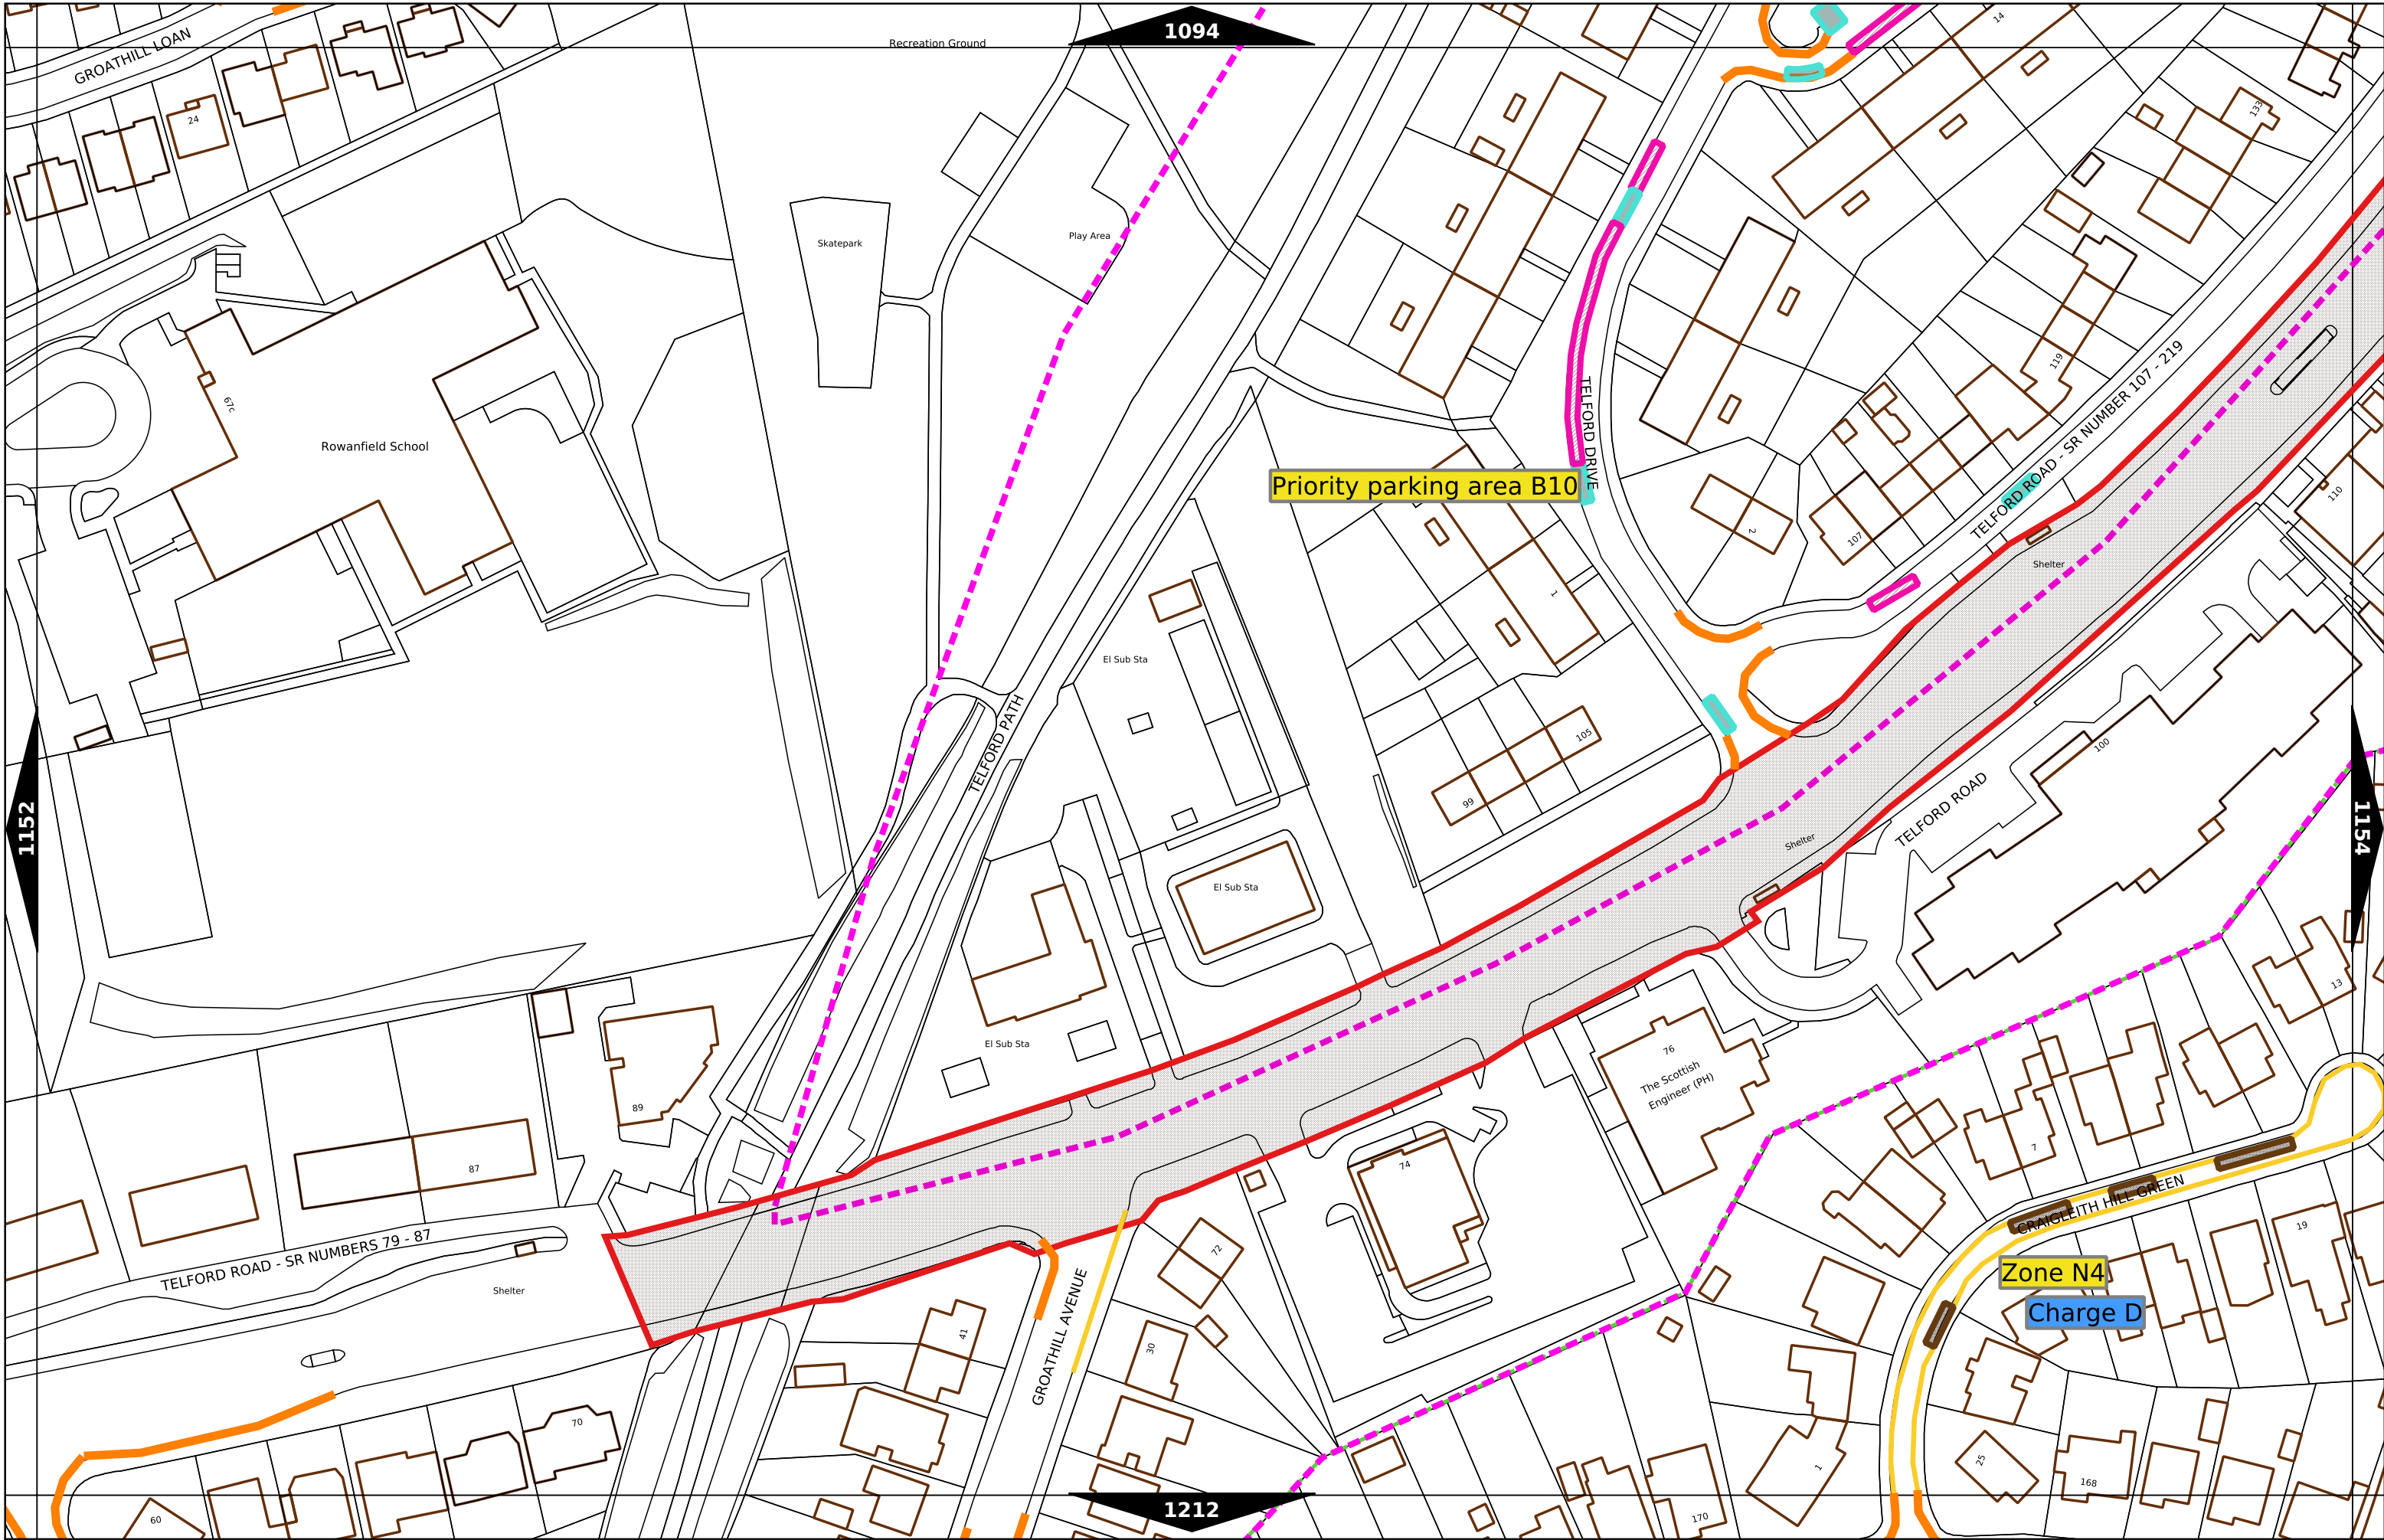 1094
Recreation Ground
14
GROATHILL LOAN
24
133
Skatepark
Play Area
67c
Rowanfield School
TELFORD DRIVE
119
TELFORD ROAD - SR NUMBER 107 - 219
Priority parking area B10
110
2
107
Shelter
1
El Sub Sta
TELFORD PATH
105
99
100
TELFORD ROAD
1152
1154
Shelter
El Sub Sta
13
El Sub Sta
76
The Scottish
Engineer (PH)
89
7
87
74
CRAIGLEITH HILL GREEN
19
TELFORD ROAD - SR NUMBERS 79 - 87
72
Shelter
Zone N4
Charge D
GROATHILL AVENUE
41
30
70
25
1
168
60
1212
170